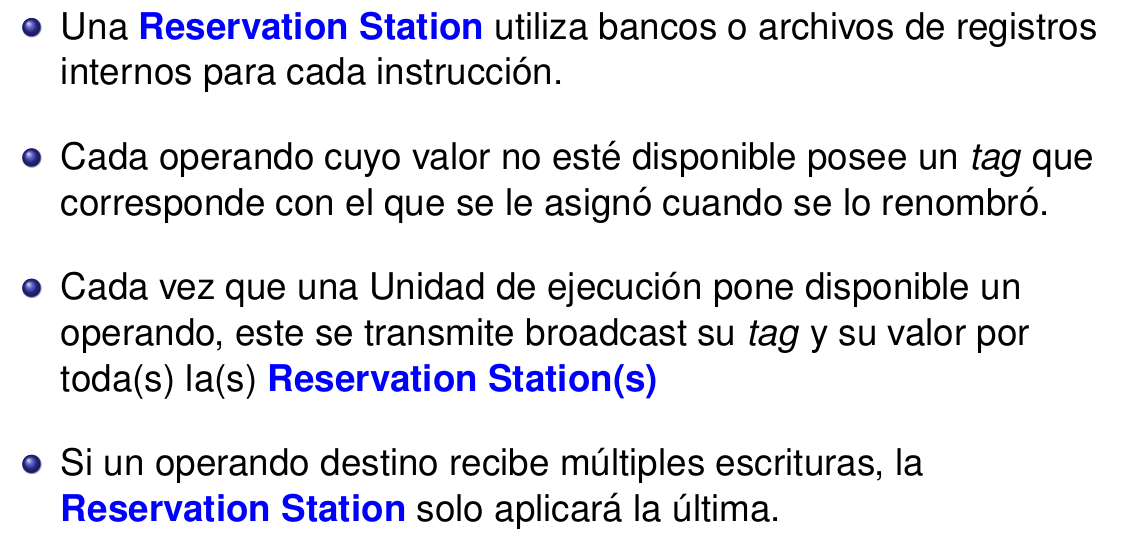 Una Reservation Station utiliza bancos o archivos de registros
internos para cada instrucción.
Cada operando cuyo valor no esté disponible posee un tag que
corresponde con el que se le asignó cuando se lo renombró.
Cada vez que una Unidad de ejecución pone disponible un
operando, este se transmite broadcast su tag y su valor por
toda(s) la(s) Reservation Station(s)
Si un operando destino recibe múltiples escrituras, la
Reservation Station solo aplicará la última.